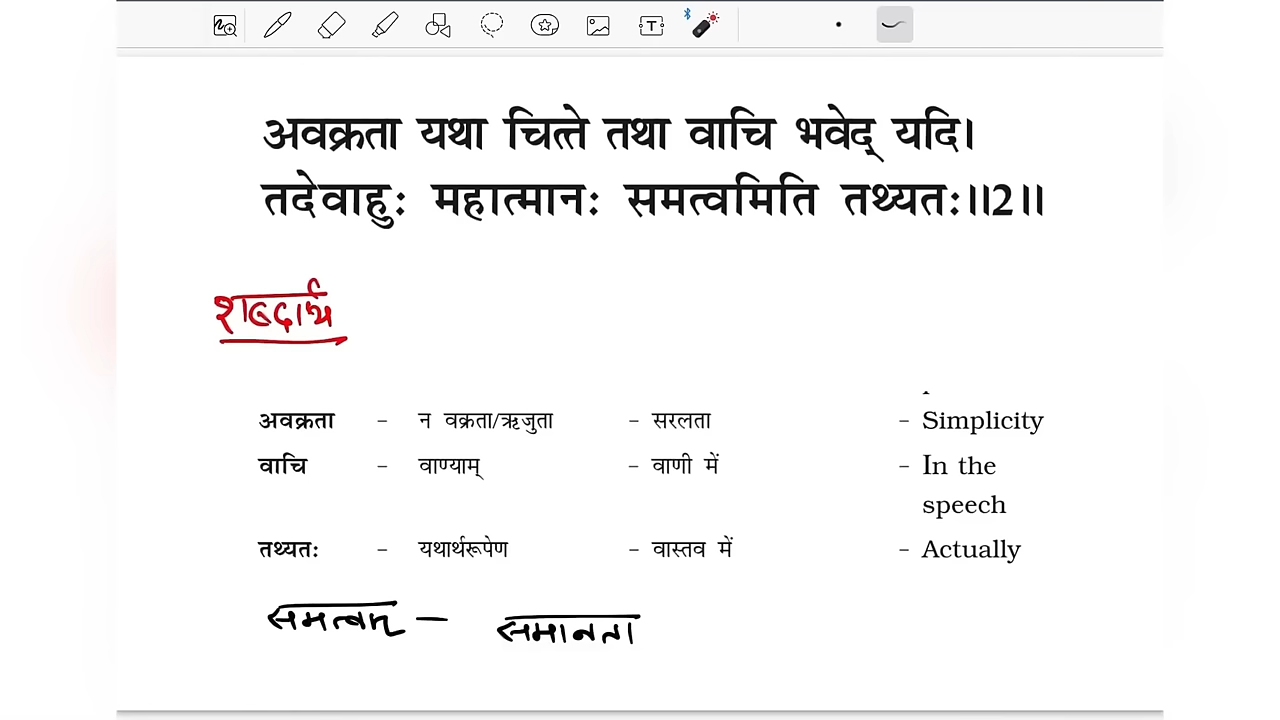 अवक्रता यथा चित्ते तथा वाचि भवेद् यदि।
तदेवाहुः महात्मानः समत्वमिति तथ्यतः॥2॥
शब्दार्थ
अवक्रता - न वक्रता/ऋजुता - सरलता - Simplicity
वाचि - वाण्याम् - वाणी में - In the
speech
तथ्यतः - यथार्थरूपेण - वास्तव में - Actually
समत्वम् - समानता